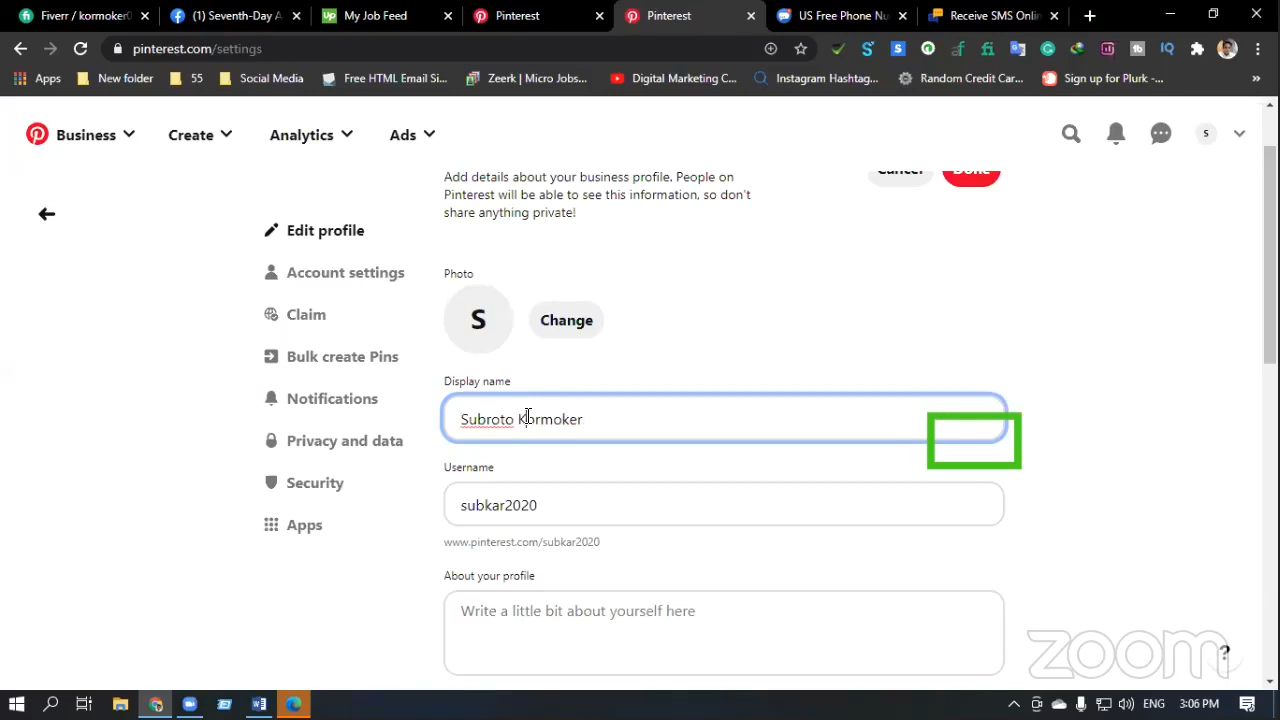 Fiverr / kormoker0
(1) Seventh-Day A
My Job Feed
Pinterest
Pinterest
US Free Phone Nu
Receive SMS Onlin
pinterest.com/settings
Apps
New folder
55
Social Media
Free HTML Email Si...
Zeerk | Micro Jobs...
Digital Marketing C...
Instagram Hashtag...
Random Credit Car...
Sign up for Plurk -...
Business
Create
Analytics
Ads
S
Add details about your business profile. People on
Pinterest will be able to see this information, so don't
share anything private!
Cancel
Done
Edit profile
Account settings
Claim
Bulk create Pins
Notifications
Privacy and data
Security
Apps
Photo
S
Change
Display name
Subroto Kormoker
Username
subkar2020
www.pinterest.com/subkar2020
About your profile
Write a little bit about yourself here
zoom
?
ENG
3:06 PM